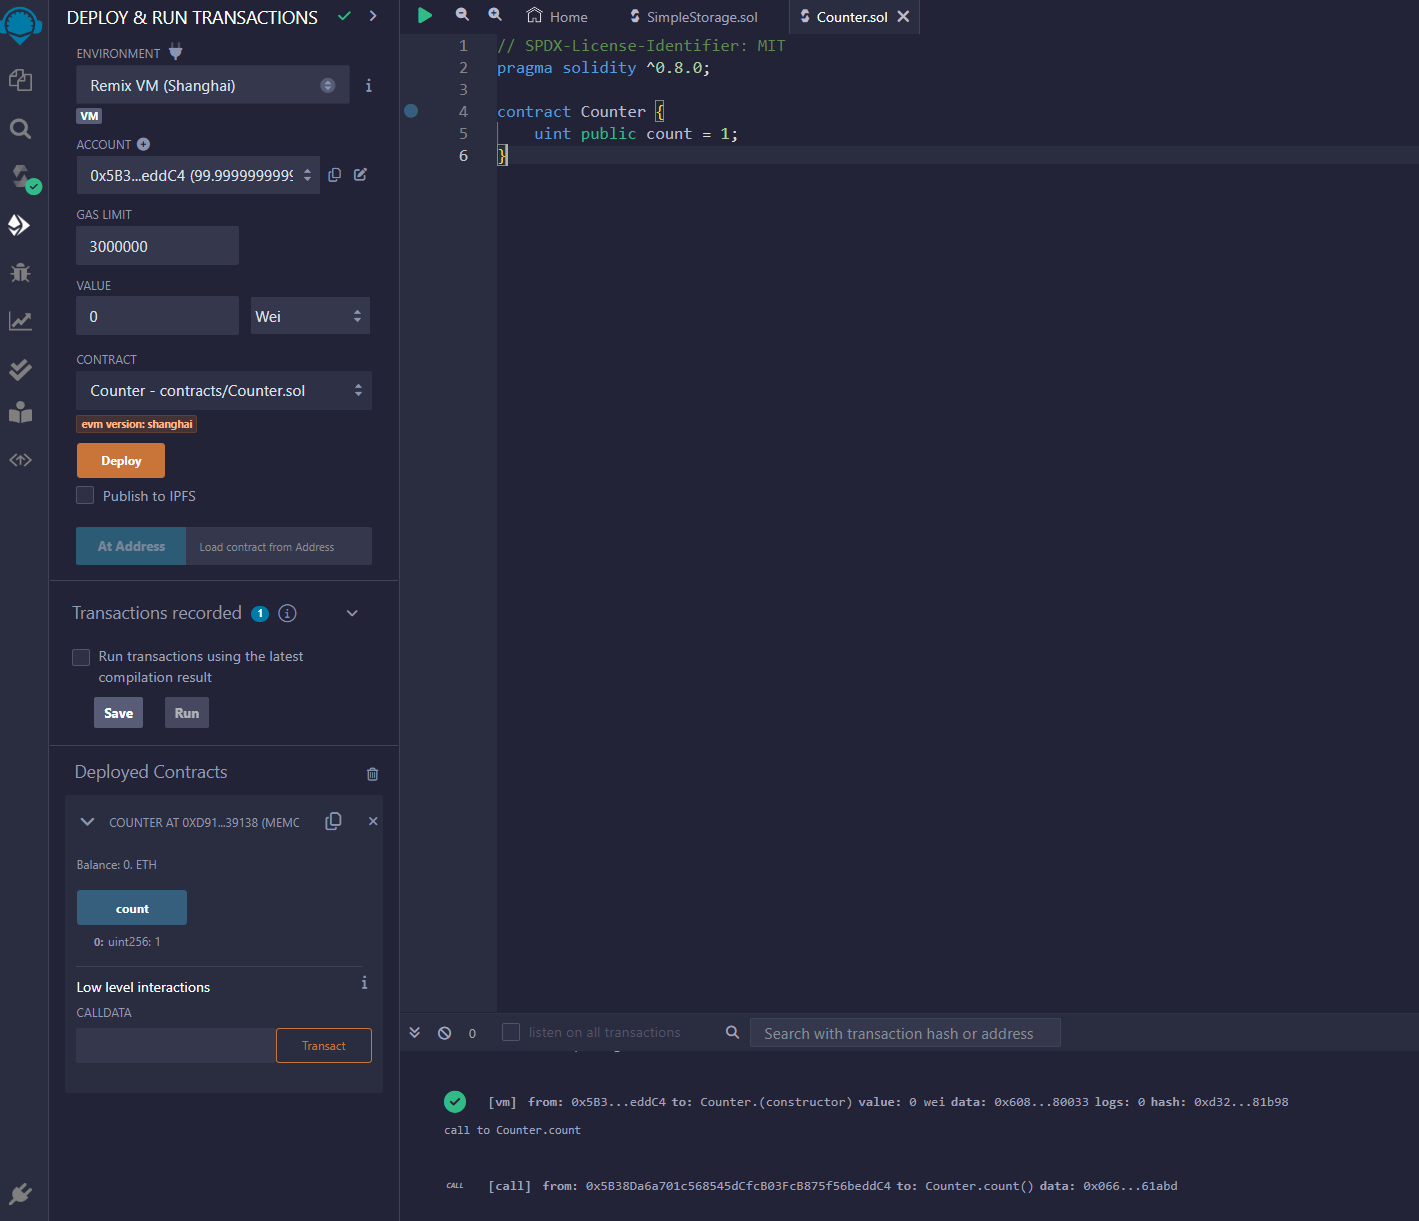 DEPLOY & RUN TRANSACTIONS
ENVIRONMENT
Remix VM (Shanghai)
VM
ACCOUNT
0x5B3...eddC4 (99.9999999999
GAS LIMIT
3000000
VALUE
0
Wei
CONTRACT
Counter - contracts/Counter.sol
evm version: shanghai
Deploy
Publish to IPFS
At Address
Load contract from Address
Transactions recorded 1
Run transactions using the latest
compilation result
Save
Run
Deployed Contracts
COUNTER AT 0XD91...39138 (MEMO
Balance: 0. ETH
count
0: uint256: 1
Low level interactions
CALLDATA
Transact
Home
SimpleStorage.sol
Counter.sol
1 // SPDX-License-Identifier: MIT
2 pragma solidity ^0.8.0;
3
4 contract Counter {
5 uint public count = 1;
6 }
0
listen on all transactions
Search with transaction hash or address
[vm] from: 0x5B3...eddC4 to: Counter.(constructor) value: 0 wei data: 0x608...80033 logs: 0 hash: 0xd32...81b98
call to Counter.count
CALL [call] from: 0x5B38Da6a701c568545dCfcB03FcB875f56beddC4 to: Counter.count() data: 0x066...61abd